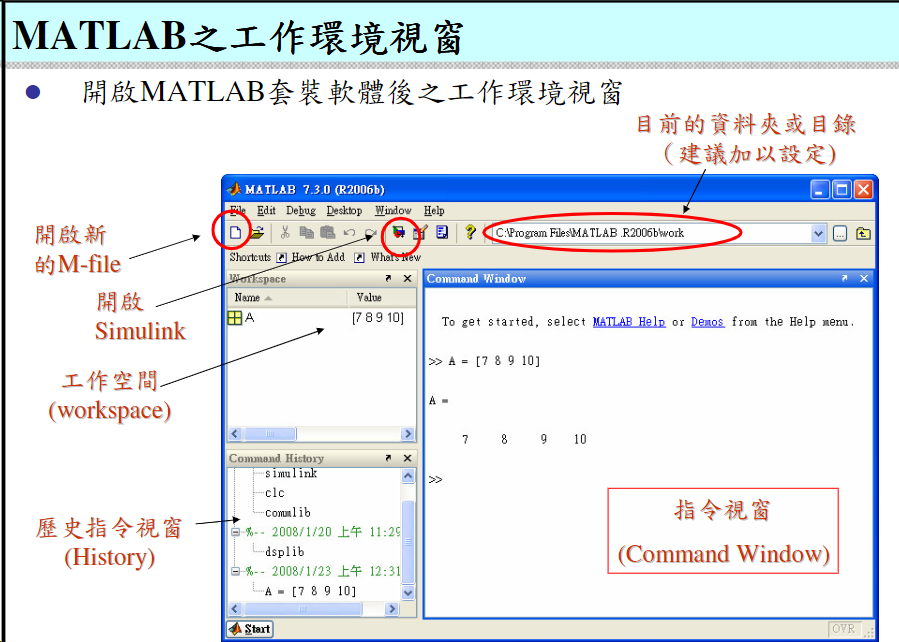 MATLAB之工作環境視窗
● 開啟MATLAB套裝軟體後之工作環境視窗
目前的資料夾或目錄
(建議加以設定)
開啟新
的M-file
開啟
Simulink
工作空間
(workspace)
歷史指令視窗
(History)
MATLAB 7.3.0 (R2006b)
File Edit Debug Desktop Window Help
C:\Program Files\MATLAB .R2006b\work
Shortcuts How to Add What's New
Workspace
Name Value
A [7 8 9 10]
Command History
simulink
clc
commlib
%-- 2008/1/20 上午 11:29
dsplib
%-- 2008/1/23 上午 12:31
A = [7 8 9 10]
Command Window
To get started, select MATLAB Help or Demos from the Help menu.
>> A = [7 8 9 10]
A =
7 8 9 10
>>
指令視窗
(Command Window)
Start
OVR